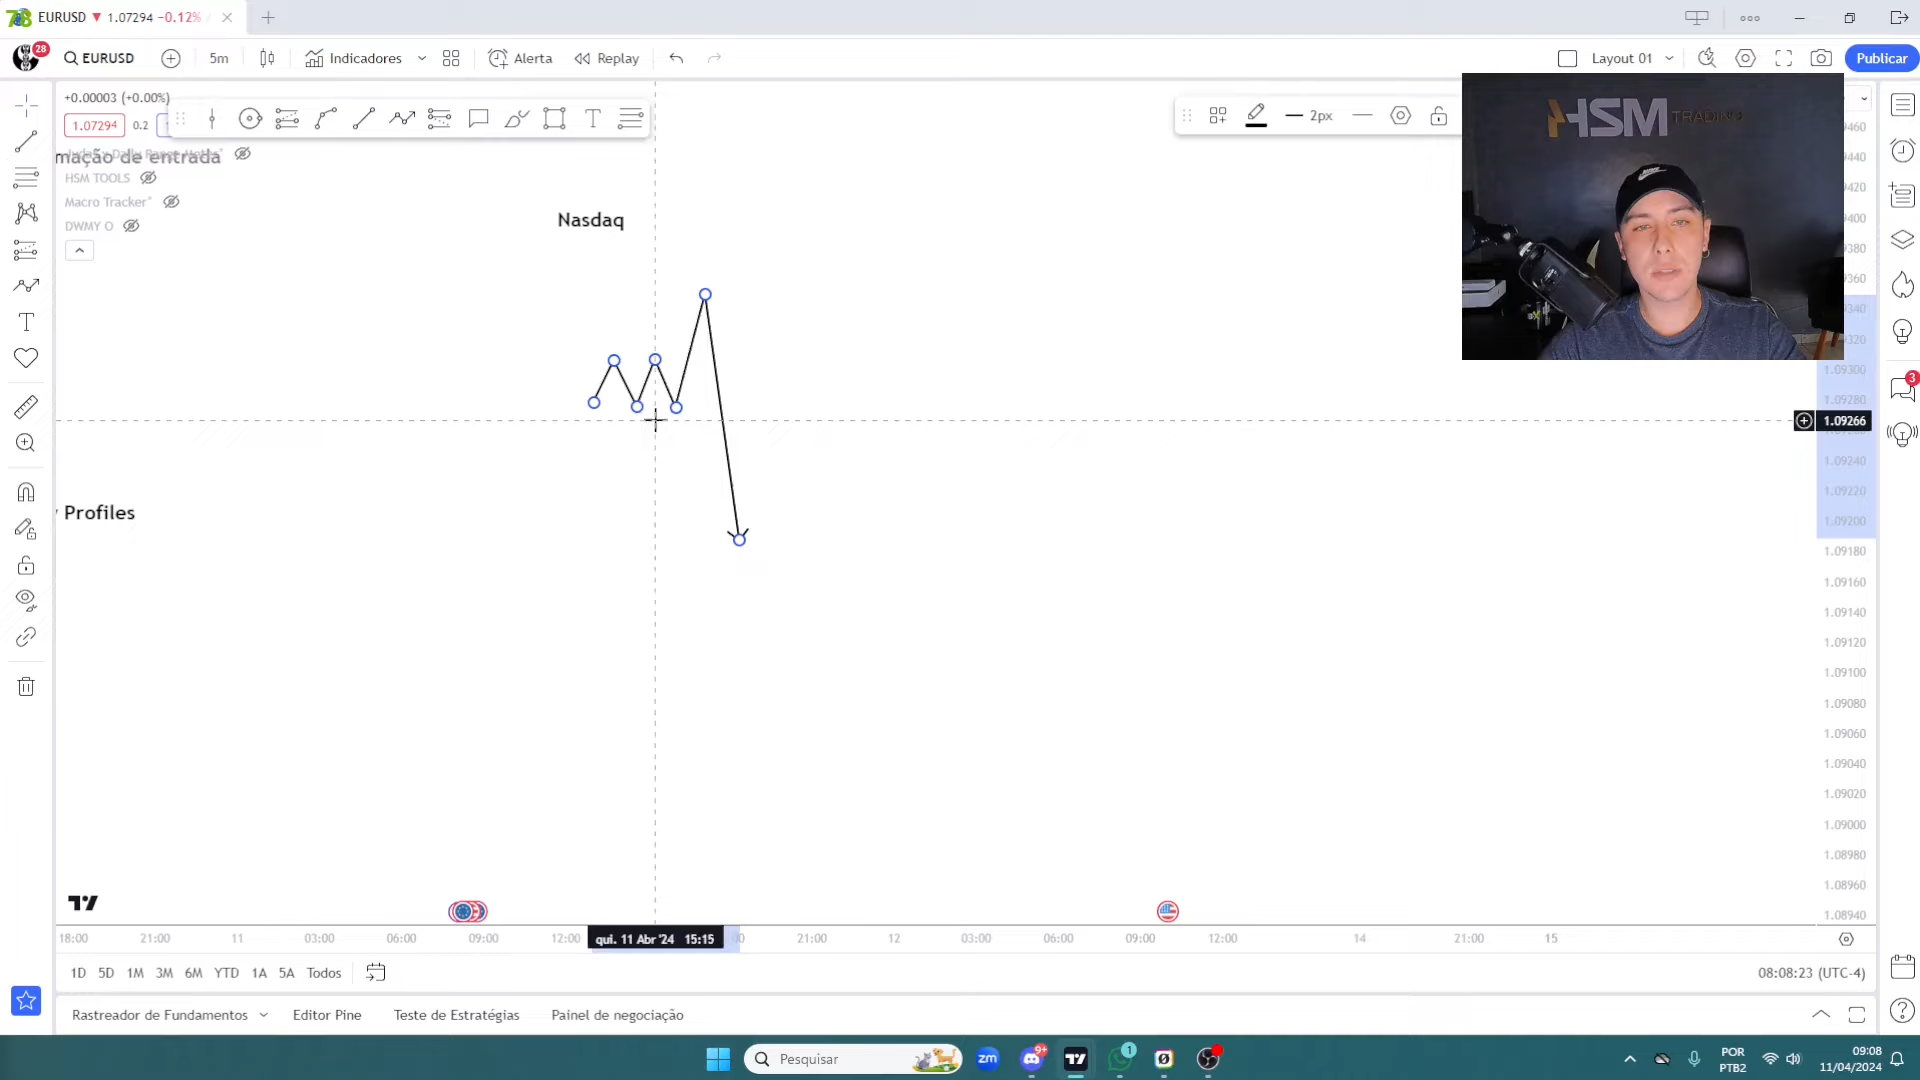 EURUSD ▼ 1.07294 −0.12%
28
EURUSD
5m
Indicadores
Alerta
Replay
Layout 01
Publicar
+0.00003 (+0.00%)
1.07294
0.2
mação de entrada
HSM TOOLS
Macro Tracker°
DWMY O
2px
HSM TRADING
Nasdaq
Profiles
1.09300
1.09280
1.09266
1.09240
1.09220
1.09200
1.09180
1.09160
1.09140
1.09120
1.09100
1.09080
1.09060
1.09040
1.09020
1.09000
1.08980
1.08960
1.08940
3
18:00
21:00
11
03:00
06:00
09:00
12:00
qui. 11 Abr '24 15:15
21:00
12
03:00
06:00
09:00
12:00
14
21:00
15
1D 5D 1M 3M 6M YTD 1A 5A Todos
08:08:23 (UTC-4)
Rastreador de Fundamentos
Editor Pine
Teste de Estratégias
Painel de negociação
Pesquisar
zm
9+
1
POR
PTB2
09:08
11/04/2024